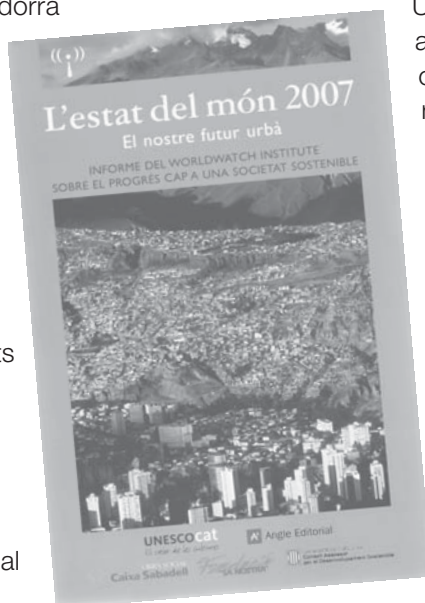 dorra
L'estat del món 2007
El nostre futur urbà
INFORME DEL WORLDWATCH INSTITUTE
SOBRE EL PROGRÉS CAP A UNA SOCIETAT SOSTENIBLE
ts
UNESCOcat
Angle Editorial
al
Caixa Sabadell